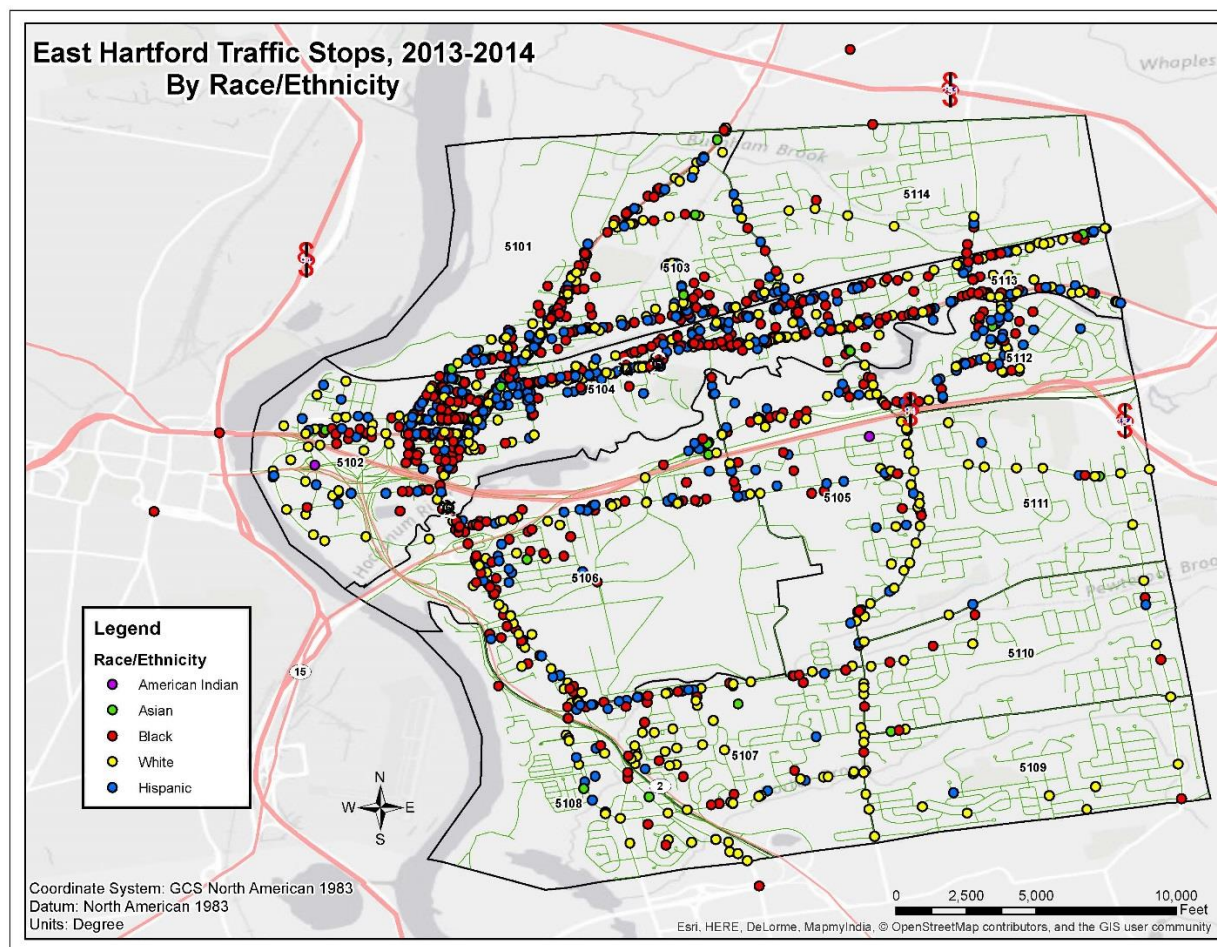 East Hartford Traffic Stops, 2013-2014
By Race/Ethnicity
Whaples
Brook
5114
5101
5103
5113
5112
5104
5102
5105
5111
5106
Brook
5110
5107
5109
5108
2
15
Legend
Race/Ethnicity
American Indian
Asian
Black
White
Hispanic
N
W E
S
Coordinate System: GCS North American 1983
Datum: North American 1983
Units: Degree
0 2,500 5,000 10,000
Feet
Esri, HERE, DeLorme, MapmyIndia, © OpenStreetMap contributors, and the GIS user community